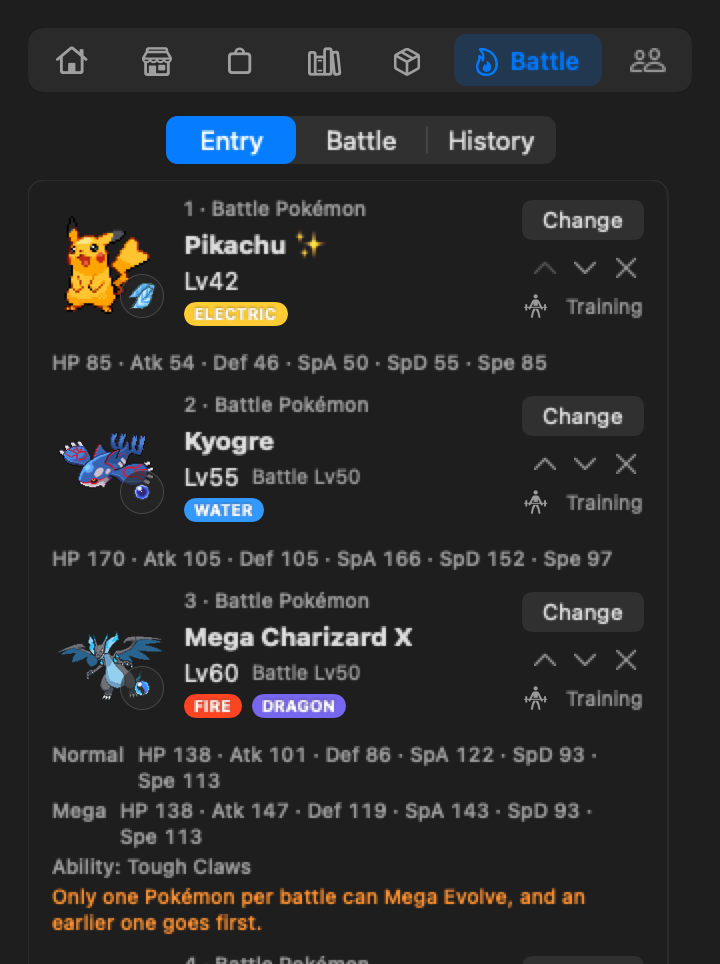 Battle
Entry
Battle
History
1 · Battle Pokémon
Change
Pikachu ✨
Lv42
ELECTRIC
Training
HP 85 · Atk 54 · Def 46 · SpA 50 · SpD 55 · Spe 85
2 · Battle Pokémon
Change
Kyogre
Lv55 Battle Lv50
WATER
Training
HP 170 · Atk 105 · Def 105 · SpA 166 · SpD 152 · Spe 97
3 · Battle Pokémon
Change
Mega Charizard X
Lv60 Battle Lv50
FIRE DRAGON
Training
Normal HP 138 · Atk 101 · Def 86 · SpA 122 · SpD 93 ·
Spe 113
Mega HP 138 · Atk 147 · Def 119 · SpA 143 · SpD 93 ·
Spe 113
Ability: Tough Claws
Only one Pokémon per battle can Mega Evolve, and an
earlier one goes first.
4 · Battle Pokémon